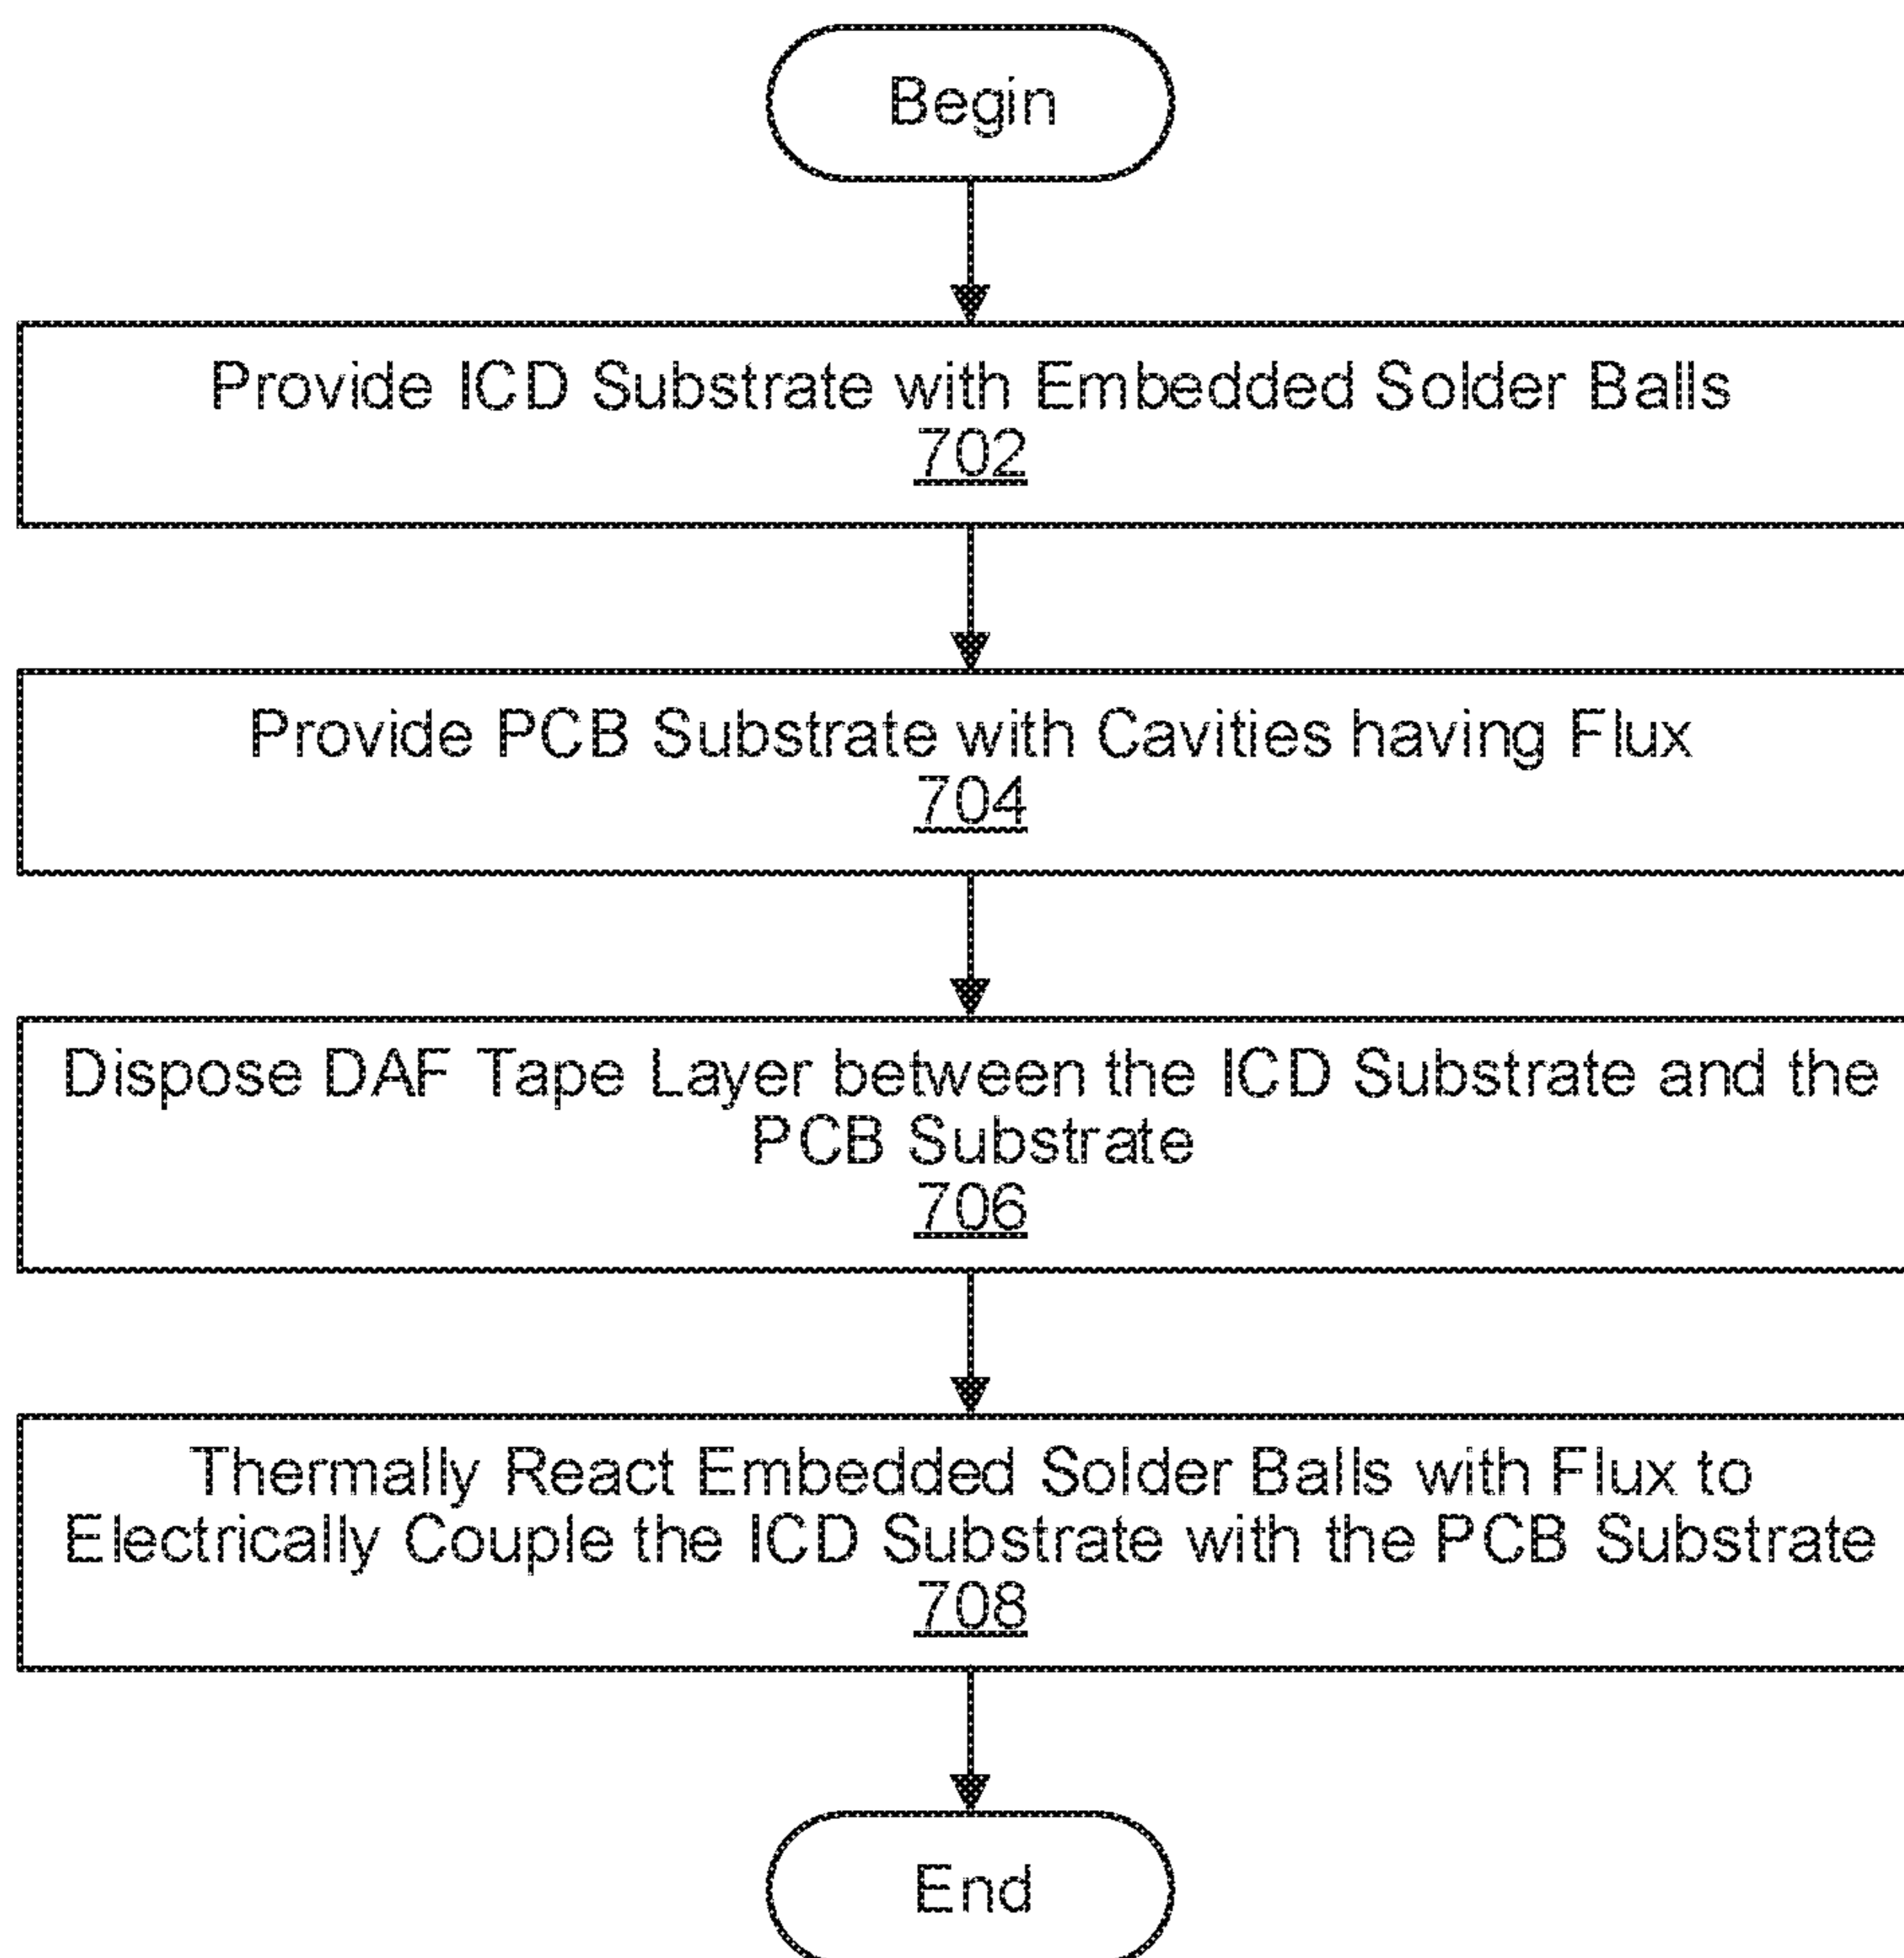 Begin
Provide ICD Substrate with Embedded Solder Balls
702
Provide PCB Substrate with Cavities having Flux
704
Dispose DAF Tape Layer between the ICD Substrate and the
PCB Substrate
706
Thermally React Embedded Solder Balls with Flux to
Electrically Couple the ICD Substrate with the PCB Substrate
708
End